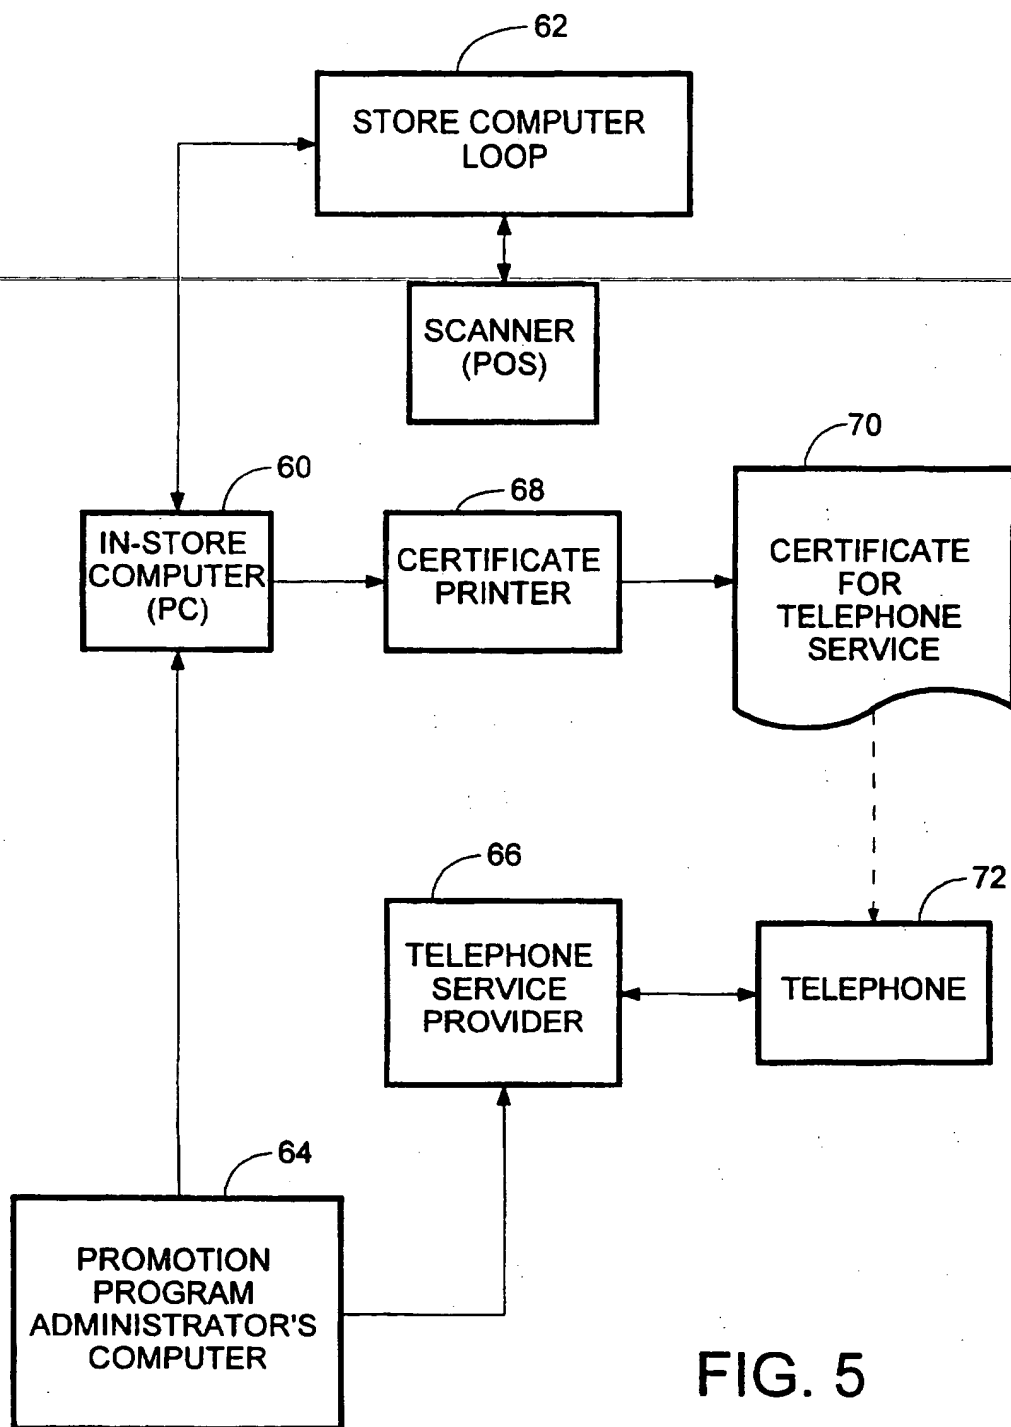 62
STORE COMPUTER
LOOP
SCANNER
(POS)
70
60
68
IN-STORE
COMPUTER
(PC)
CERTIFICATE
PRINTER
CERTIFICATE
FOR
TELEPHONE
SERVICE
66
72
TELEPHONE
SERVICE
PROVIDER
TELEPHONE
64
PROMOTION
PROGRAM
ADMINISTRATOR'S
COMPUTER
FIG. 5